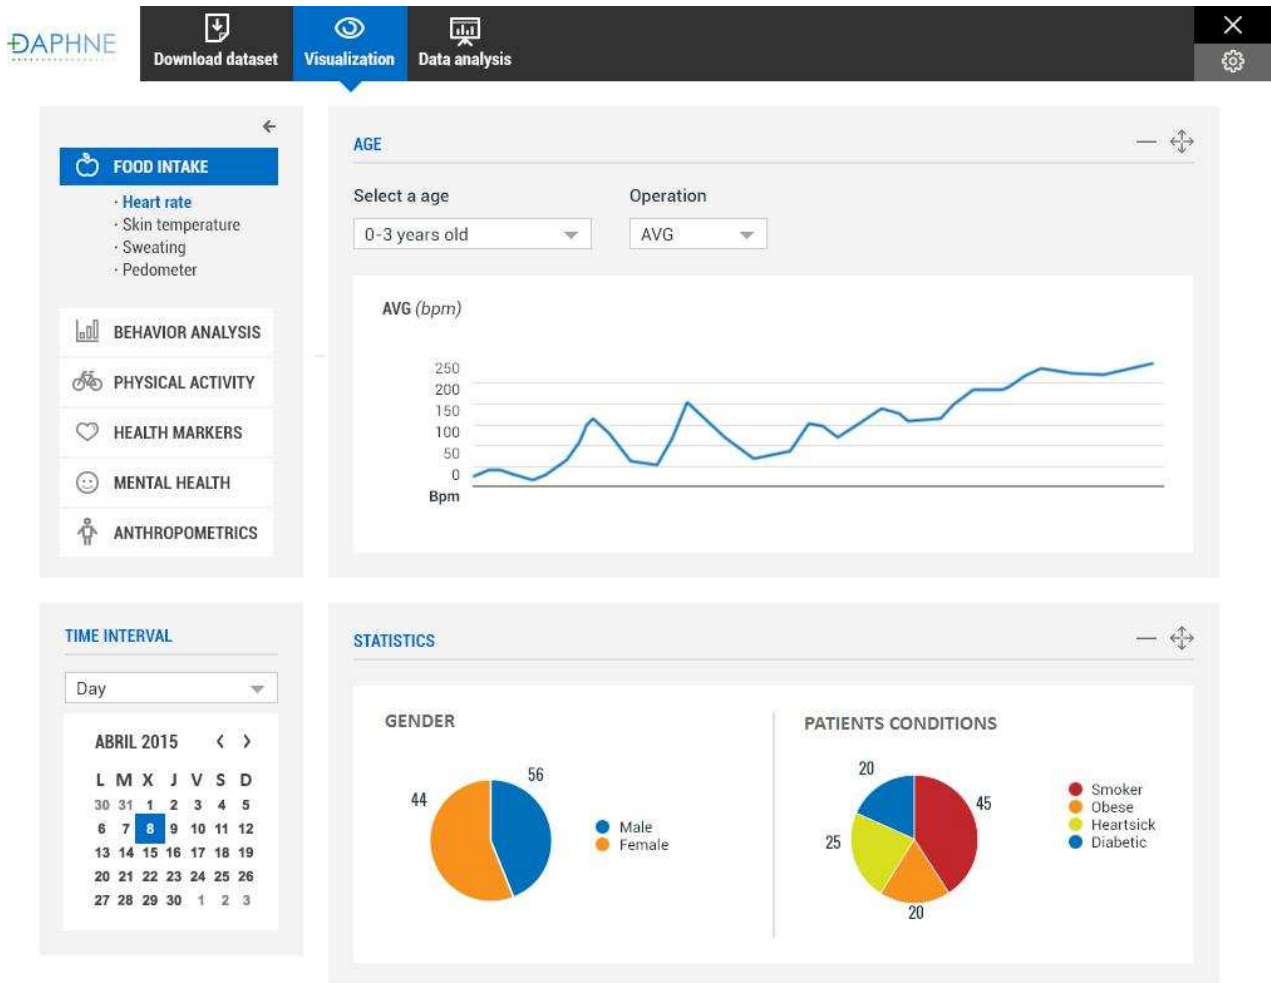 DAPHNE
Download dataset
Visualization
Data analysis
FOOD INTAKE
· Heart rate
· Skin temperature
· Sweating
· Pedometer
BEHAVIOR ANALYSIS
PHYSICAL ACTIVITY
HEALTH MARKERS
MENTAL HEALTH
ANTHROPOMETRICS
AGE
Select a age
Operation
0-3 years old
AVG
AVG (bpm)
250
200
150
100
50
0
Bpm
TIME INTERVAL
Day
ABRIL 2015 < >
L M X J V S D
30 31 1 2 3 4 5
6 7 8 9 10 11 12
13 14 15 16 17 18 19
20 21 22 23 24 25 26
27 28 29 30 1 2 3
STATISTICS
GENDER
56
44
Male
Female
PATIENTS CONDITIONS
20
45
25
20
Smoker
Obese
Heartsick
Diabetic